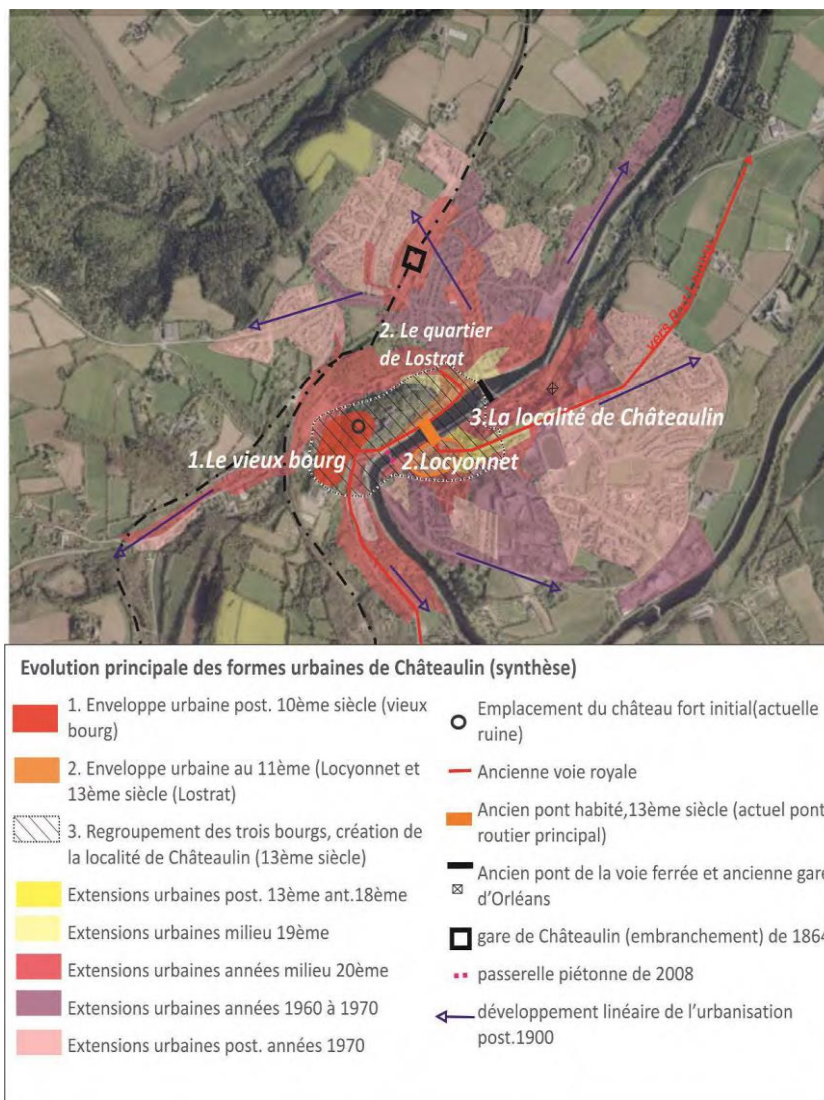 2. Le quartier
de Lostrat
vers
3.La localité de Châteaulin
1.Le vieux bourg
2.Locyonnet
Evolution principale des formes urbaines de Châteaulin (synthèse)
1. Enveloppe urbaine post. 10ème siècle (vieux
bourg)
2. Enveloppe urbaine au 11ème (Locyonnet et
13ème siècle (Lostrat)
3. Regroupement des trois bourgs, création de
la localité de Châteaulin (13ème siècle)
Extensions urbaines post. 13ème ant.18ème
Extensions urbaines milieu 19ème
Extensions urbaines années milieu 20ème
Extensions urbaines années 1960 à 1970
Extensions urbaines post. années 1970
Emplacement du château fort initial(actuelle
ruine)
Ancienne voie royale
Ancien pont habité,13ème siècle (actuel pont
routier principal)
Ancien pont de la voie ferrée et ancienne gare
d'Orléans
gare de Châteaulin (embranchement) de 1864
passerelle piétonne de 2008
développement linéaire de l'urbanisation
post.1900